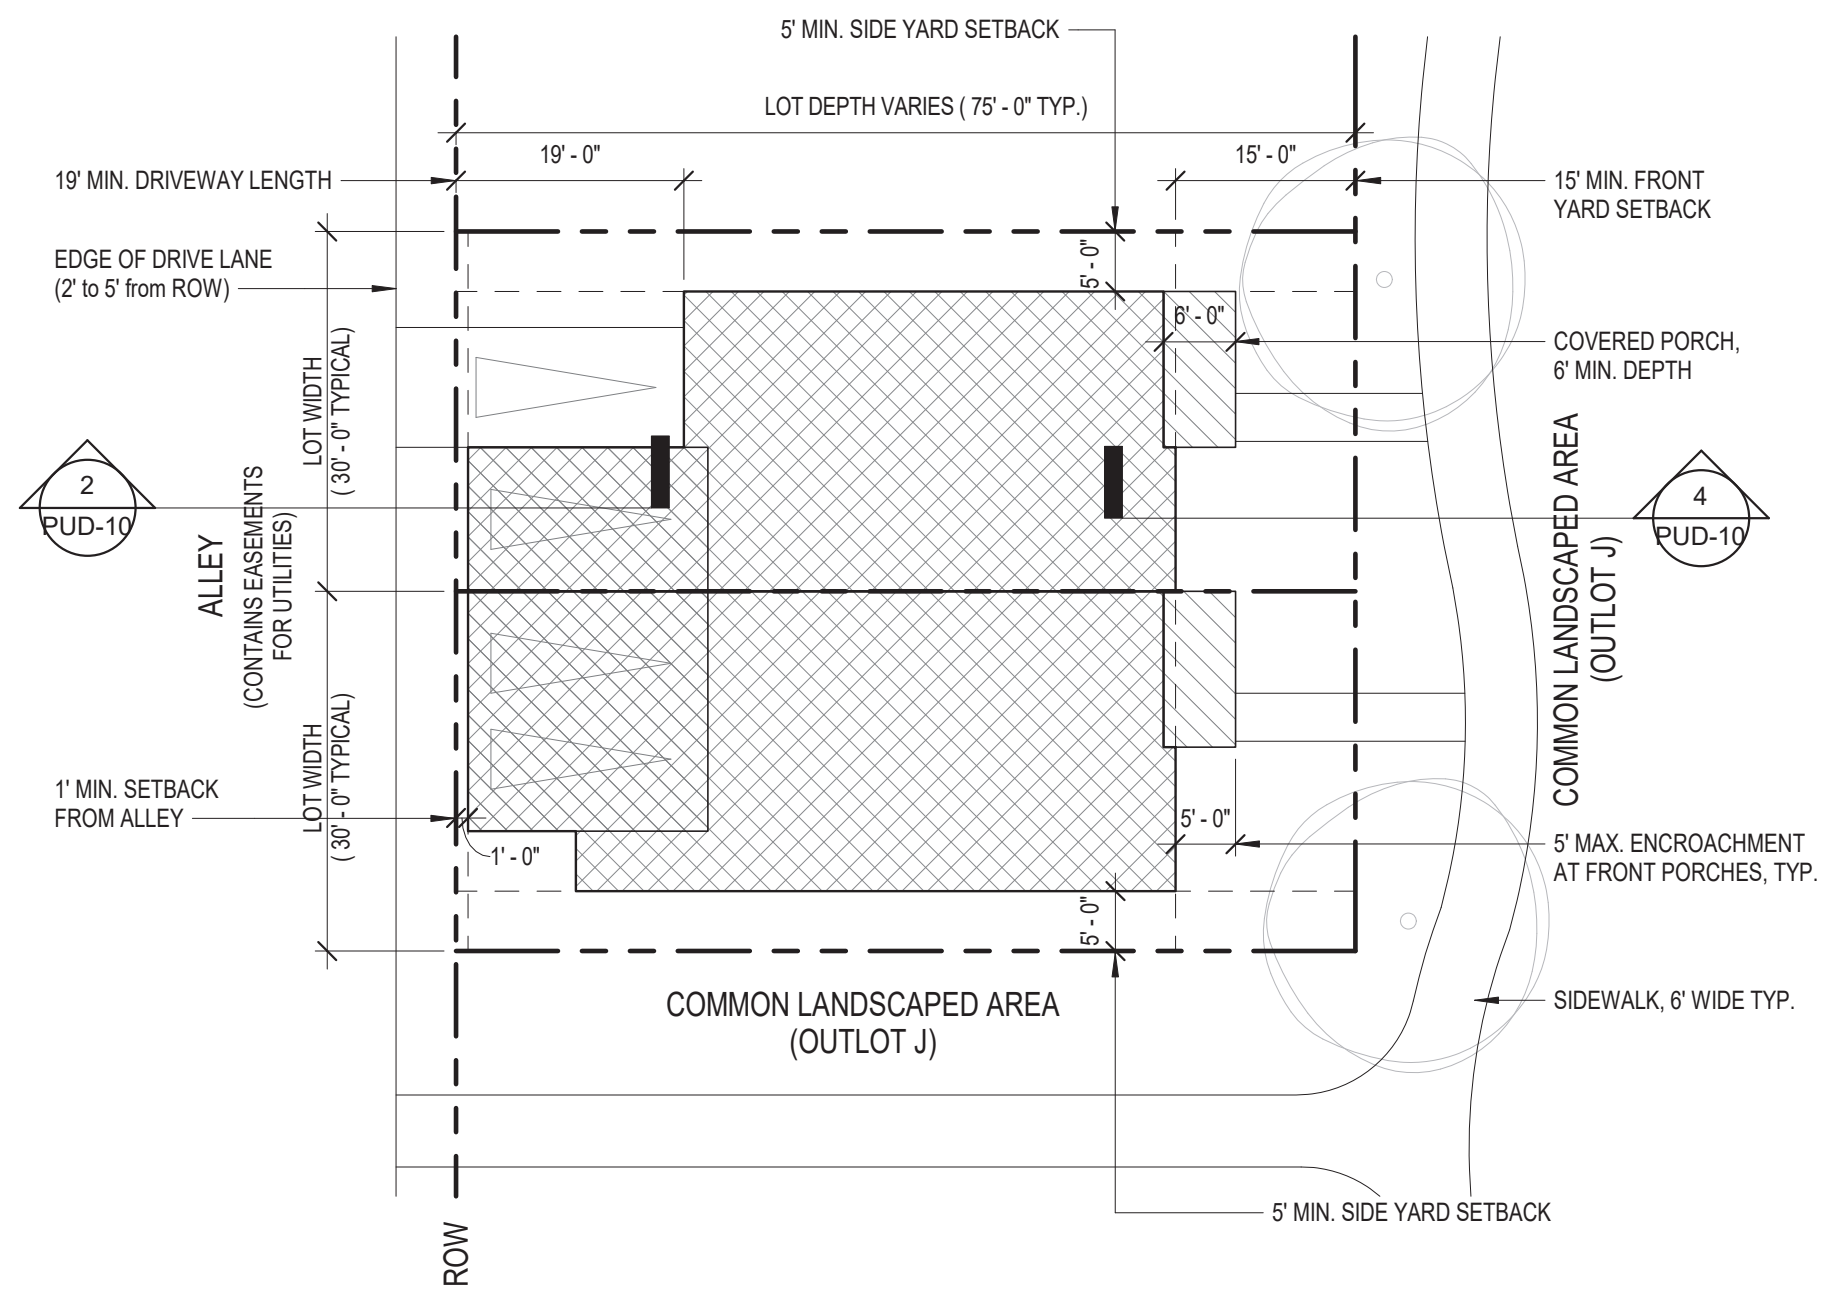 5' MIN. SIDE YARD SETBACK
LOT DEPTH VARIES ( 75' - 0" TYP.)
19' - 0"
15' - 0"
19' MIN. DRIVEWAY LENGTH
15' MIN. FRONT
YARD SETBACK
EDGE OF DRIVE LANE
(2' to 5' from ROW)
5' - 0"
6' - 0"
COVERED PORCH,
6' MIN. DEPTH
LOT WIDTH
( 30' - 0" TYPICAL)
2
PUD-10
4
PUD-10
ALLEY
(CONTAINS EASEMENTS
FOR UTILITIES)
COMMON LANDSCAPED AREA
(OUTLOT J)
LOT WIDTH
( 30' - 0" TYPICAL)
1' MIN. SETBACK
FROM ALLEY
1' - 0"
5' - 0"
5' MAX. ENCROACHMENT
AT FRONT PORCHES, TYP.
5' - 0"
COMMON LANDSCAPED AREA
(OUTLOT J)
SIDEWALK, 6' WIDE TYP.
5' MIN. SIDE YARD SETBACK
ROW